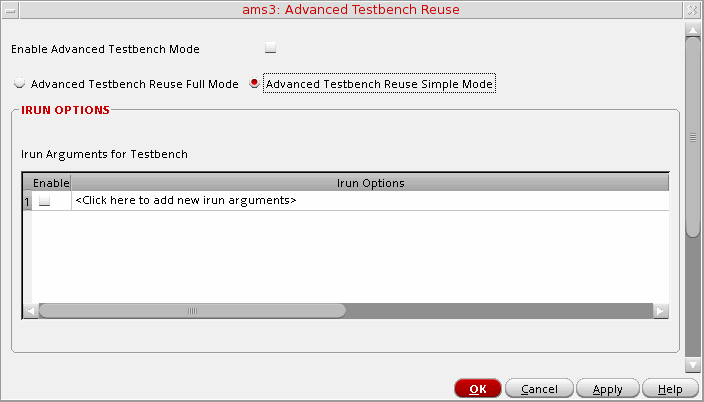 ams3: Advanced Testbench Reuse
Enable Advanced Testbench Mode
Advanced Testbench Reuse Full Mode Advanced Testbench Reuse Simple Mode
IRUN OPTIONS
Irun Arguments for Testbench
Enable Irun Options
1 <Click here to add new irun arguments>
OK Cancel Apply Help